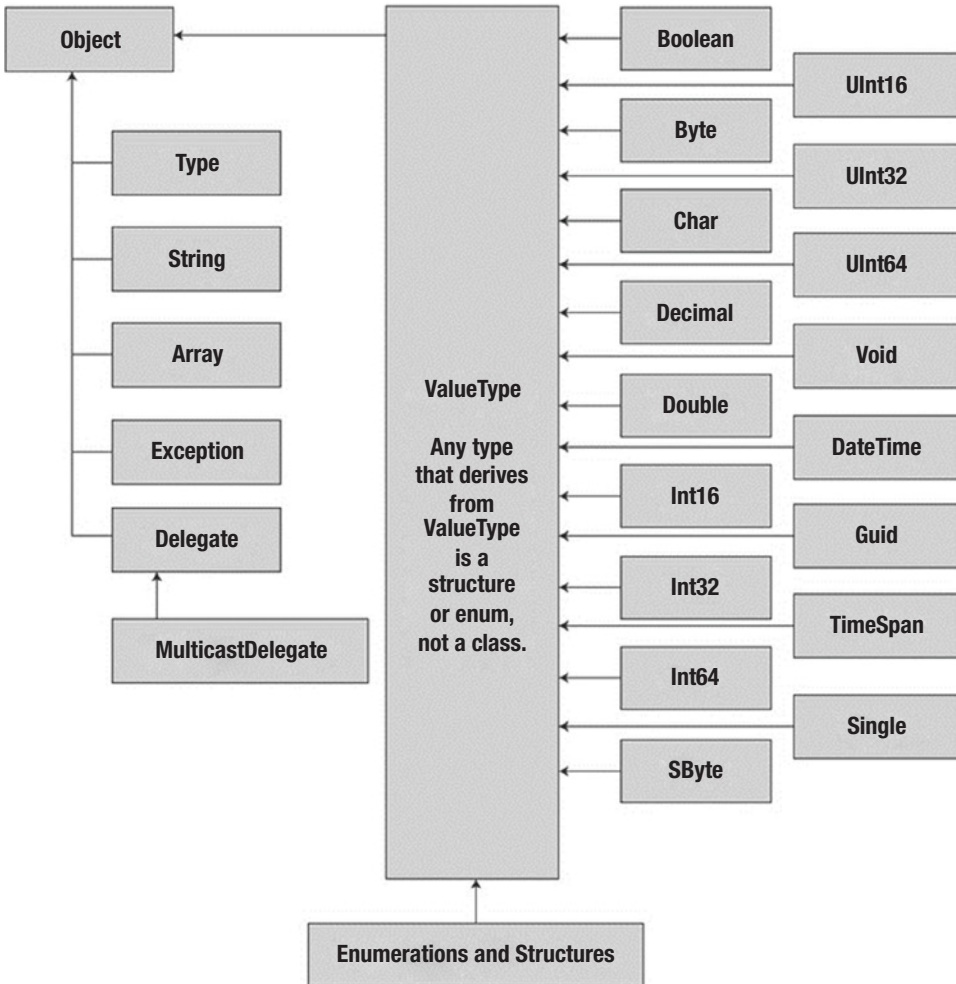 Object
Type
String
Array
Exception
Delegate
MulticastDelegate
ValueType
Any type
that derives
from
ValueType
is a
structure
or enum,
not a class.
Boolean
UInt16
Byte
UInt32
Char
UInt64
Decimal
Void
Double
DateTime
Int16
Guid
Int32
TimeSpan
Int64
Single
SByte
Enumerations and Structures